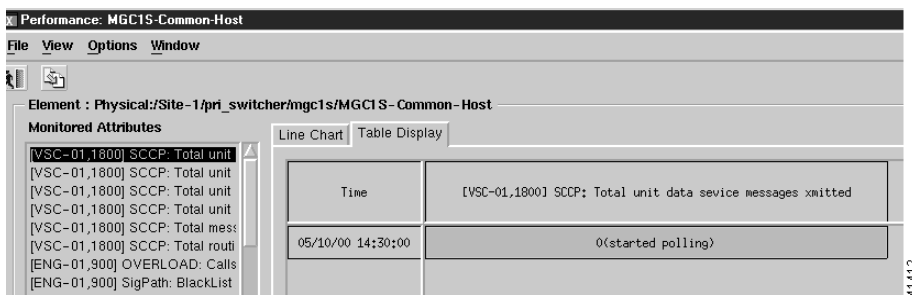 Performance: MGC1S-Common-Host
File View Options Window
Element : Physical:/Site-1/pri_switcher/mgc1s/MGC1S-Common-Host
Monitored Attributes
[VSC-01,1800] SCCP: Total unit
[VSC-01,1800] SCCP: Total unit
[VSC-01,1800] SCCP: Total unit
[VSC-01,1800] SCCP: Total unit
[VSC-01,1800] SCCP: Total mess
[VSC-01,1800] SCCP: Total routi
[ENG-01,900] OVERLOAD: Calls
[ENG-01,900] SigPath: BlackList
Line Chart Table Display
Time [VSC-01,1800] SCCP: Total unit data sevice messages xmitted
05/10/00 14:30:00 0(started polling)